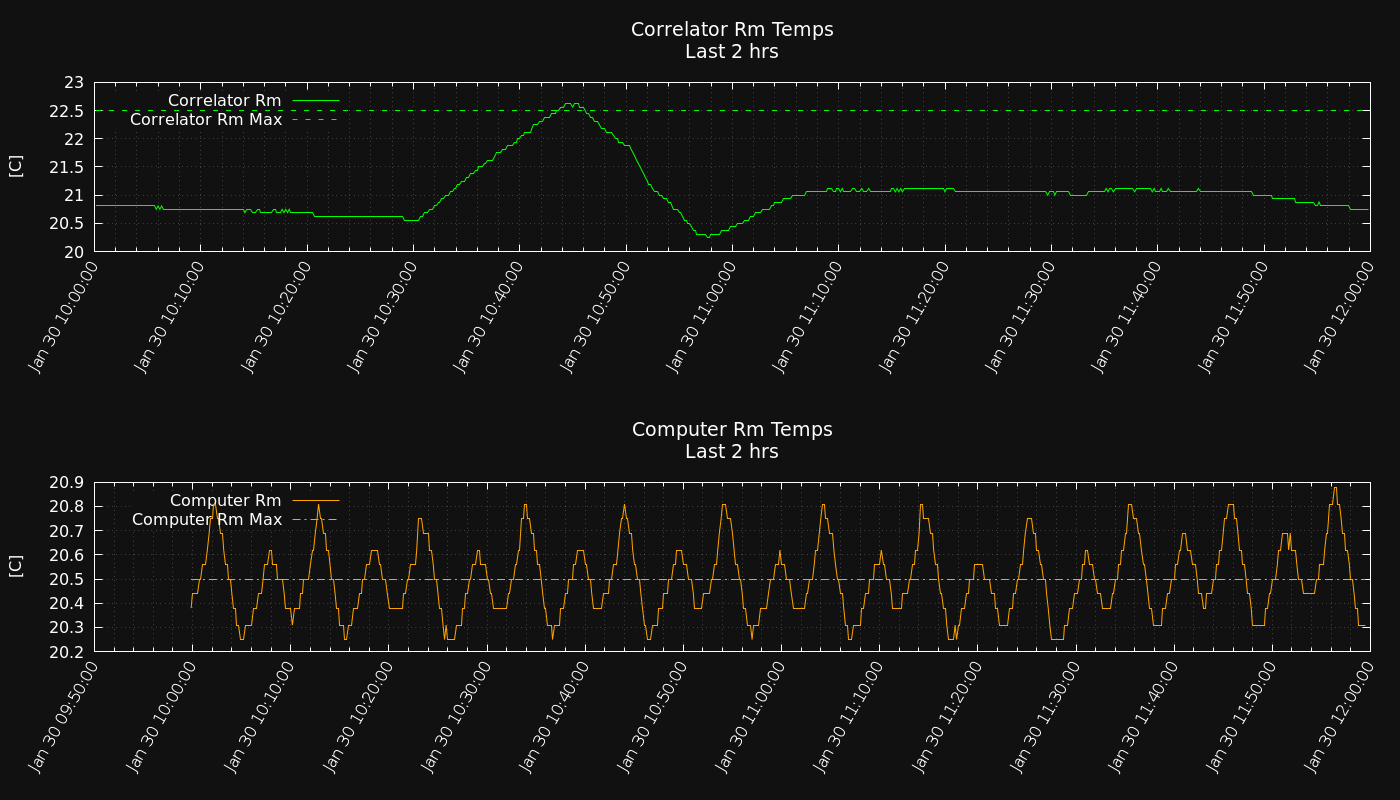 Correlator Rm Temps
Last 2 hrs
23
22.5
22
21.5
21
20.5
20
[C]
Correlator Rm
Correlator Rm Max
Jan 30 10:00:00
Jan 30 10:10:00
Jan 30 10:20:00
Jan 30 10:30:00
Jan 30 10:40:00
Jan 30 10:50:00
Jan 30 11:00:00
Jan 30 11:10:00
Jan 30 11:20:00
Jan 30 11:30:00
Jan 30 11:40:00
Jan 30 11:50:00
Jan 30 12:00:00
Computer Rm Temps
Last 2 hrs
20.9
20.8
20.7
20.6
20.5
20.4
20.3
20.2
[C]
Computer Rm
Computer Rm Max
Jan 30 09:50:00
Jan 30 10:00:00
Jan 30 10:10:00
Jan 30 10:20:00
Jan 30 10:30:00
Jan 30 10:40:00
Jan 30 10:50:00
Jan 30 11:00:00
Jan 30 11:10:00
Jan 30 11:20:00
Jan 30 11:30:00
Jan 30 11:40:00
Jan 30 11:50:00
Jan 30 12:00:00